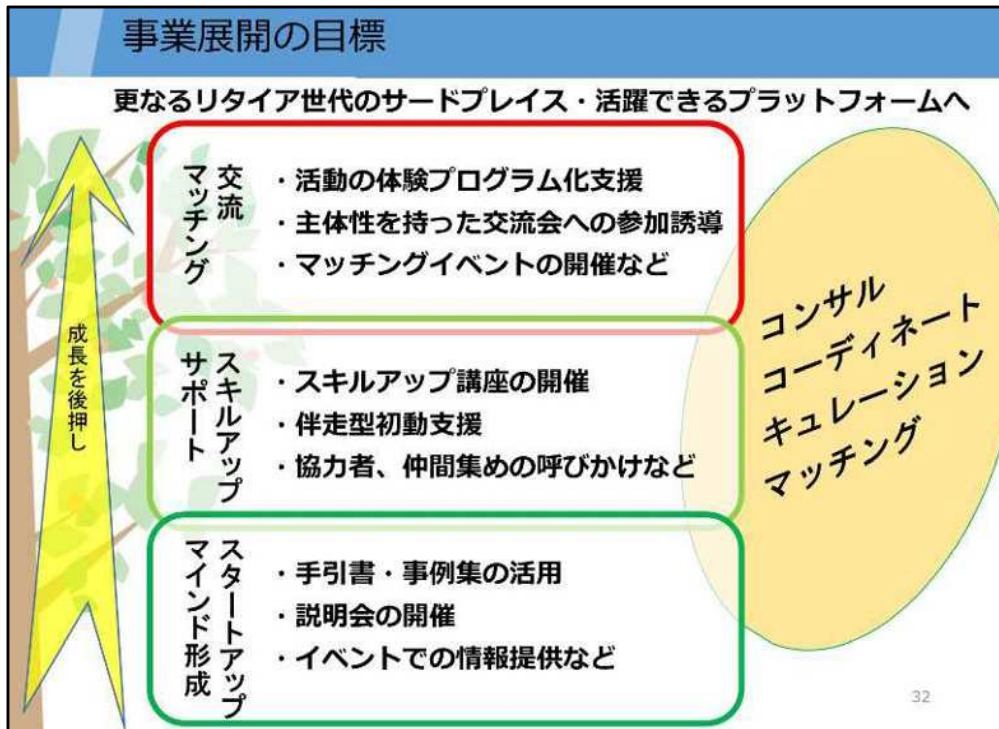 事業展開の目標
更なるリタイア世代のサードプレイス・活躍できるプラットフォームへ
成長を後押し
交流
マッチング
・活動の体験プログラム化支援
・主体性を持った交流会への参加誘導
・マッチングイベントの開催など
スキルアップ
サポート
・スキルアップ講座の開催
・伴走型初動支援
・協力者、仲間集めの呼びかけなど
スタートアップ
マインド形成
・手引書・事例集の活用
・説明会の開催
・イベントでの情報提供など
コンサル
コーディネート
キュレーション
マッチング
32